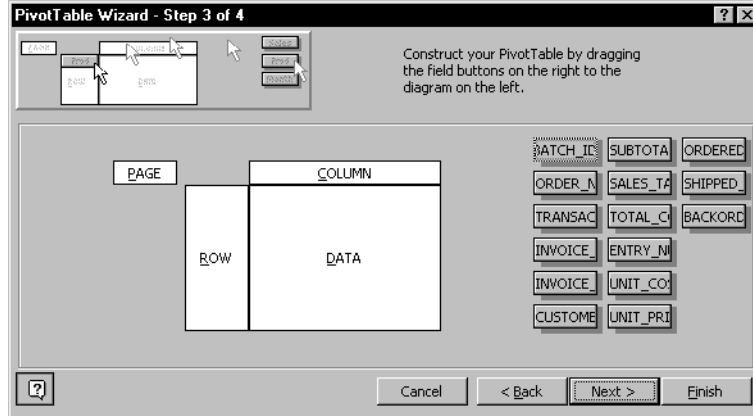 PivotTable Wizard - Step 3 of 4
Construct your PivotTable by dragging
the field buttons on the right to the
diagram on the left.
PAGE
COLUMN
ROW
DATA
BATCH_ID SUBTOTA ORDERED
ORDER_N SALES_TA SHIPPED_
TRANSAC TOTAL_C BACKORD
INVOICE_ ENTRY_N
INVOICE_ UNIT_CO
CUSTOME UNIT_PRI
Cancel < Back Next > Finish